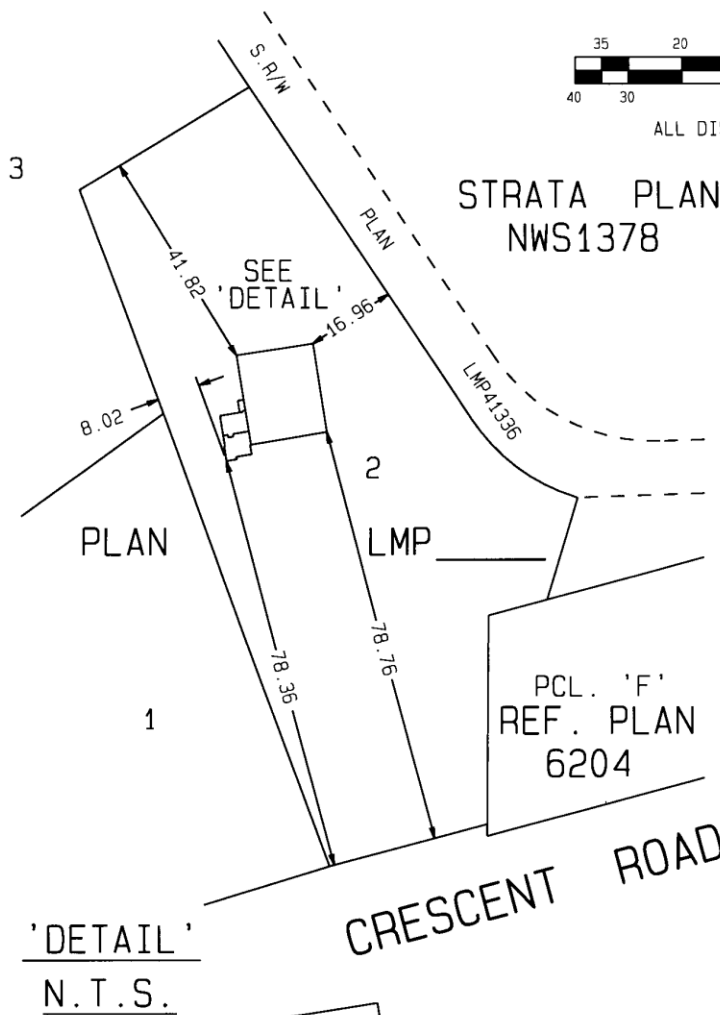 35 20
40 30
ALL DI
S.R/W
3
STRATA PLAN
NWS1378
PLAN
41.82
SEE
'DETAIL'
16.96
LMP41336
8.02
2
PLAN LMP
78.36
78.76
PCL. 'F'
REF. PLAN
6204
1
CRESCENT ROAD
'DETAIL'
N.T.S.